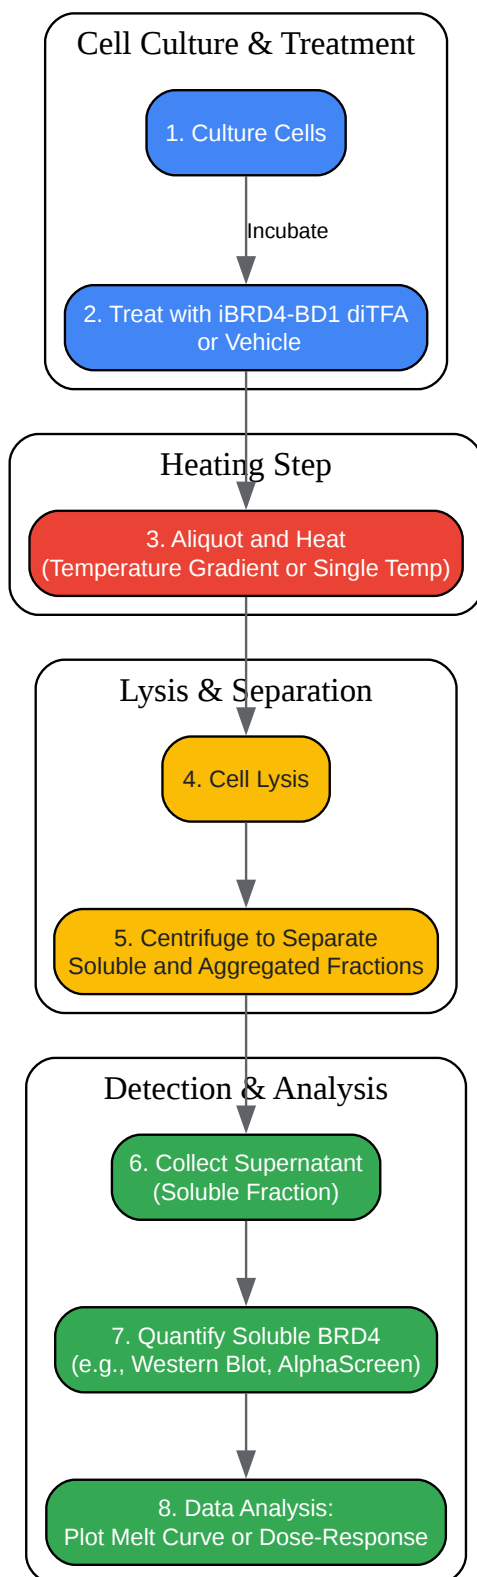 Cell Culture & Treatment
1. Culture Cells
Incubate
2. Treat with iBRD4-BD1 diTFA
or Vehicle
Heating Step
3. Aliquot and Heat
(Temperature Gradient or Single Temp)
Lysis & Separation
4. Cell Lysis
5. Centrifuge to Separate
Soluble and Aggregated Fractions
Detection & Analysis
6. Collect Supernatant
(Soluble Fraction)
7. Quantify Soluble BRD4
(e.g., Western Blot, AlphaScreen)
8. Data Analysis:
Plot Melt Curve or Dose-Response